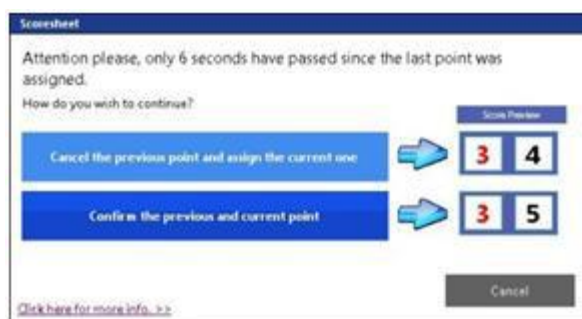 Scoresheet
Attention please, only 6 seconds have passed since the last point was
assigned.
How do you wish to continue?
Score Preview
Cancel the previous point and assign the current one
3 4
Confirm the previous and current point
3 5
Cancel
Click here for more info. >>